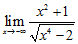 lim x→-∞ (x² + 1) / √(x⁴ − 2)